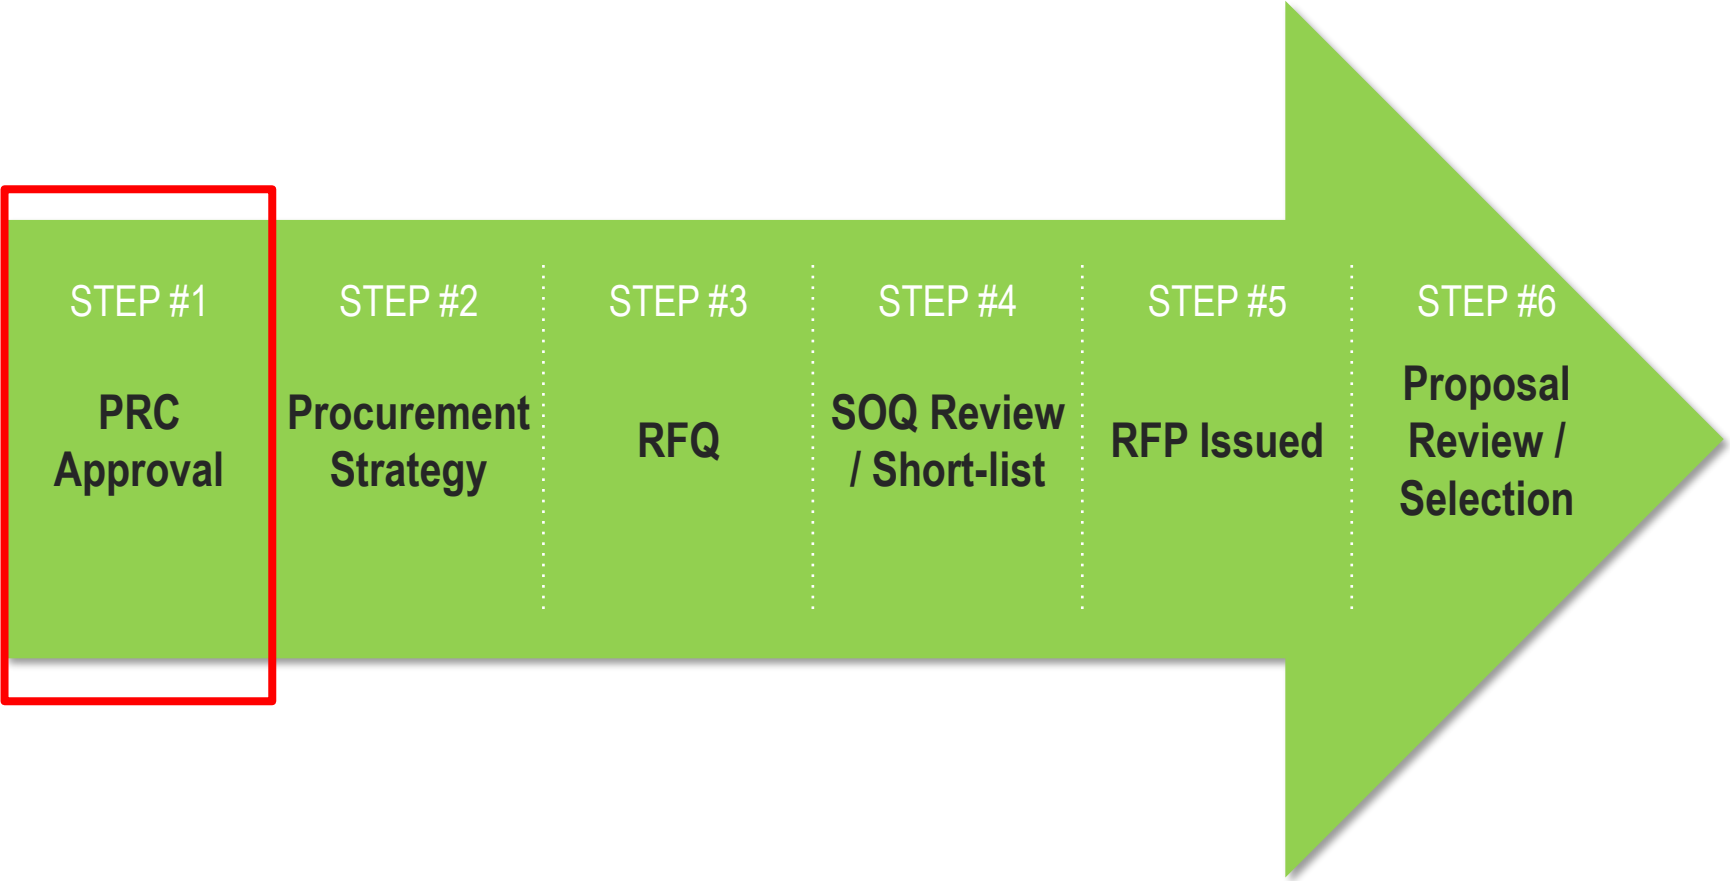 STEP #1
PRC
Approval
STEP #2
Procurement
Strategy
STEP #3
RFQ
STEP #4
SOQ Review
/ Short-list
STEP #5
RFP Issued
STEP #6
Proposal
Review /
Selection